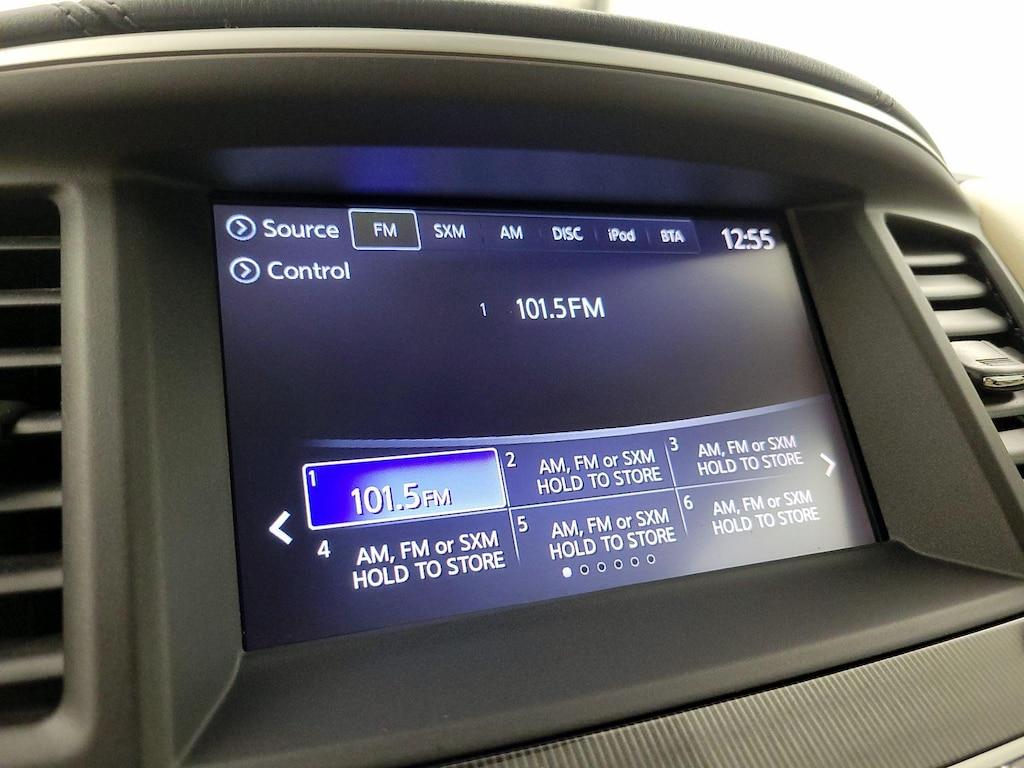 Source FM SXM AM DISC iPod BTA 12:55
Control
1 101.5FM
1 101.5FM
2 AM, FM or SXM
HOLD TO STORE
3 AM, FM or SXM
HOLD TO STORE
4 AM, FM or SXM
HOLD TO STORE
5 AM, FM or SXM
HOLD TO STORE
6 AM, FM or SXM
HOLD TO STORE